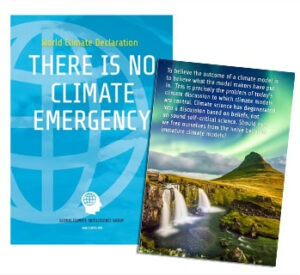 World Climate Declaration
THERE IS NO
CLIMATE
EMERGENCY
GLOBAL CLIMATE INTELLIGENCE GROUP
WWW.CLINTEL.ORG
To believe the outcome of a climate model is
to believe what the model makers have put
in. This is precisely the problem of today's
climate discussion to which climate models
are central. Climate science has degenerated
into a discussion based on beliefs, not
on sound self-critical science. Should
we free ourselves from the naive belief in
immature climate models?